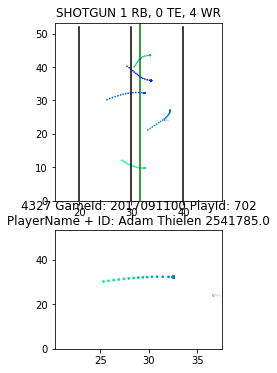 SHOTGUN 1 RB, 0 TE, 4 WR
50
40
30
20
10
0
20 30 40
4327 GameId: 2017091100 PlayId: 702
PlayerName + ID: Adam Thielen 2541785.0
40
20
0
25 30 35